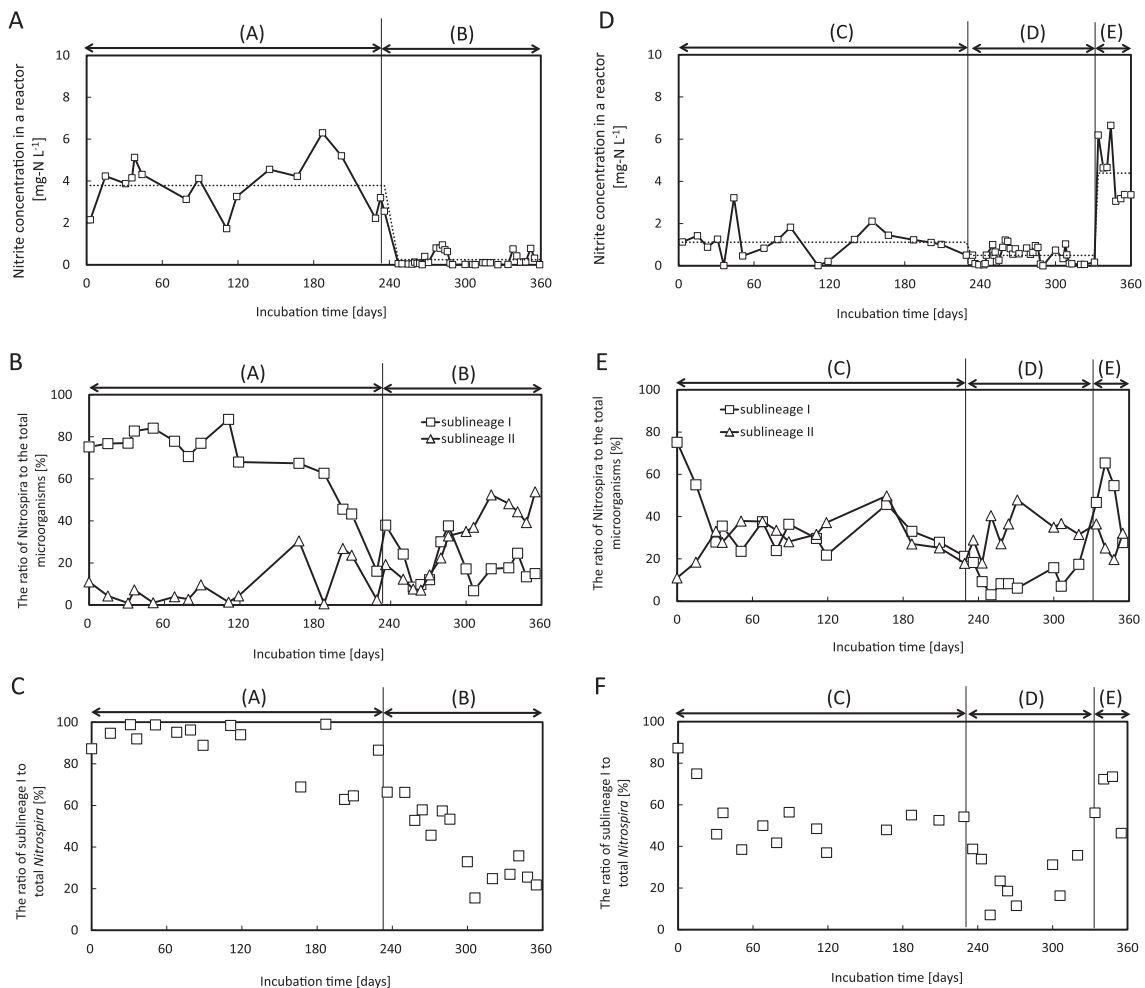 A
(A)
(B)
10
8
6
4
2
0
Nitrite concentration in a reactor
[mg-N L-1]
0
60
120
180
240
300
360
Incubation time [days]
D
(C)
(D)
(E)
10
8
6
4
2
0
Nitrite concentration in a reactor
[mg-N L-1]
0
60
120
180
240
300
360
Incubation time [days]
B
(A)
(B)
100
80
60
40
20
0
The ratio of Nitrospira to the total
microorganisms [%]
sublineage I
sublineage II
0
60
120
180
240
300
360
Incubation time [days]
E
(C)
(D)
(E)
100
80
60
40
20
0
The ratio of Nitrospira to the total
microorganisms [%]
sublineage I
sublineage II
0
60
120
180
240
300
360
Incubation time [days]
C
(A)
(B)
100
80
60
40
20
0
The ratio of sublineage I to
total Nitrospira [%]
0
60
120
180
240
300
360
Incubation time [days]
F
(C)
(D)
(E)
100
80
60
40
20
0
The ratio of sublineage I to
total Nitrospira [%]
0
60
120
180
240
300
360
Incubation time [days]